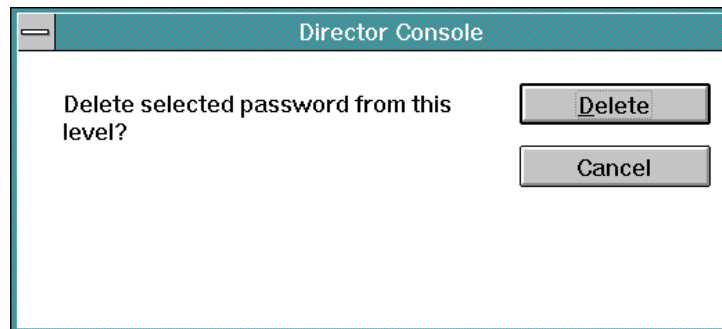 Director Console
Delete selected password from this
level?
Delete
Cancel